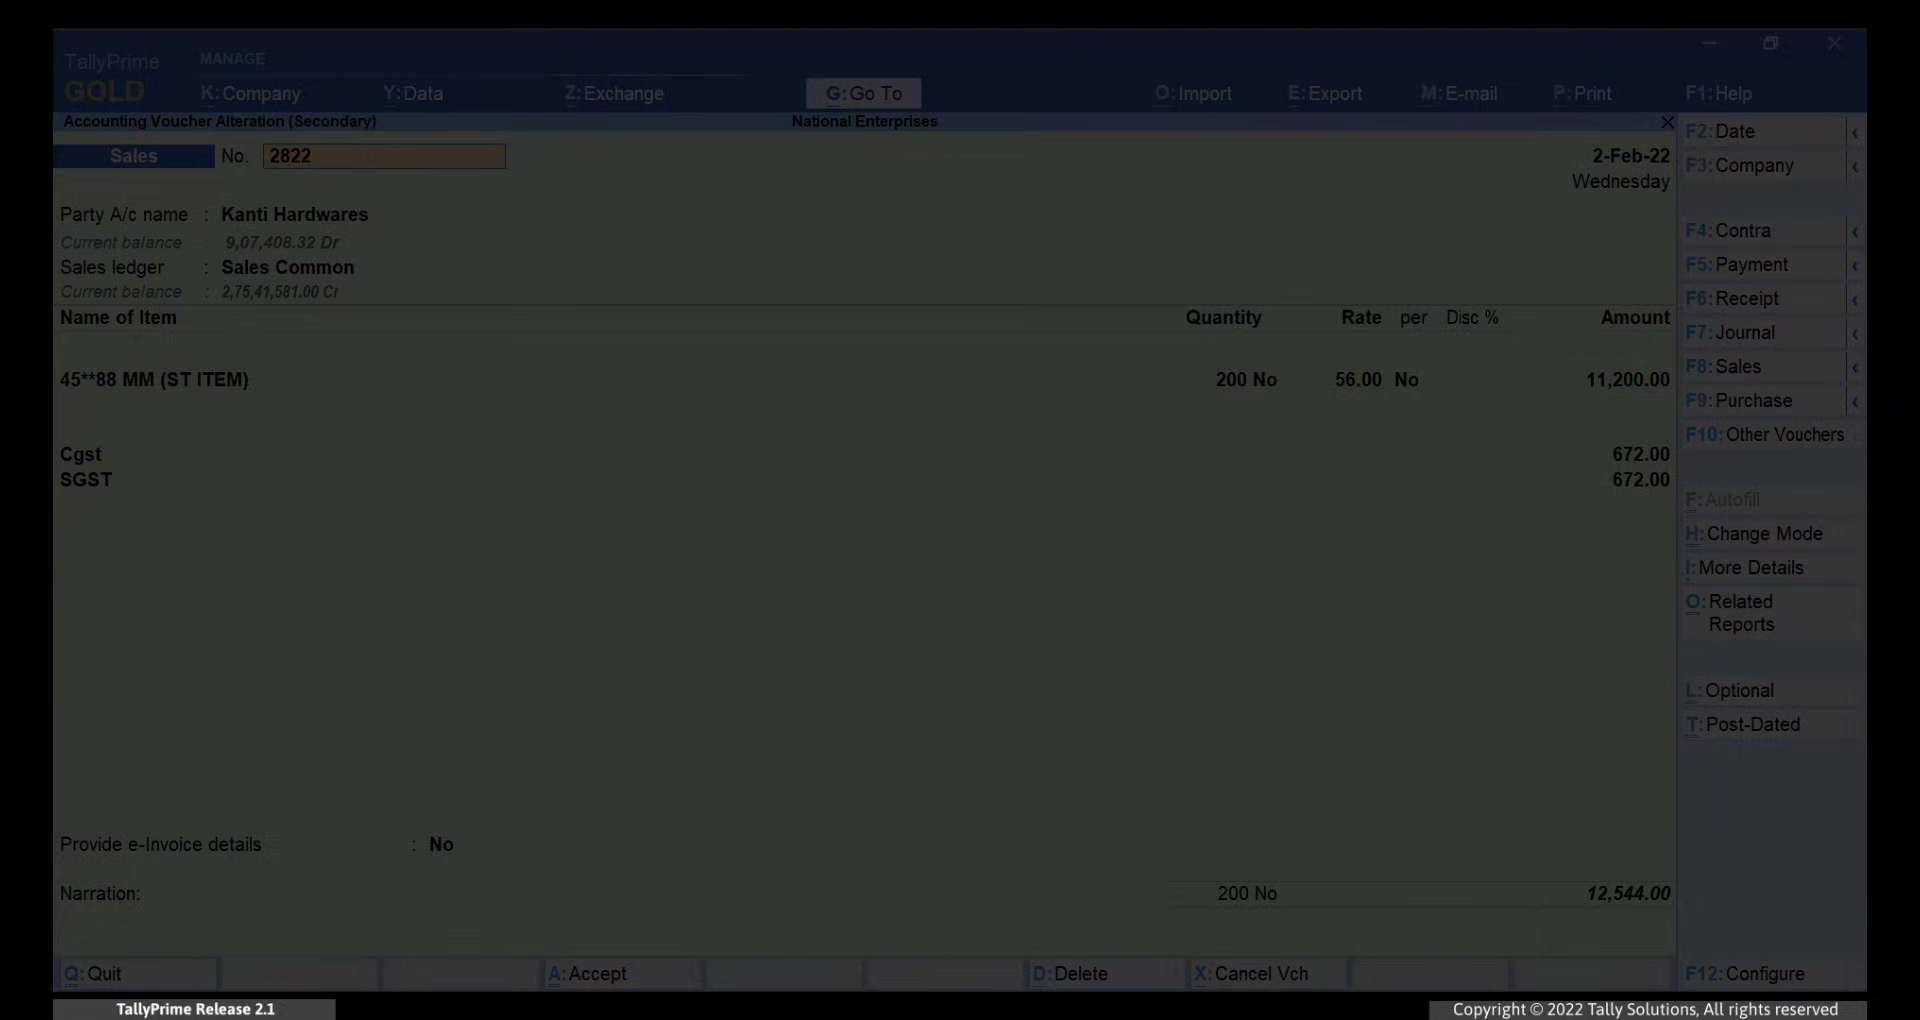 TallyPrime
GOLD
MANAGE
K: Company
Y: Data
Z: Exchange
G: Go To
O: Import
E: Export
M: E-mail
P: Print
F1: Help
Accounting Voucher Alteration (Secondary)
National Enterprises
Sales No. 2822
2-Feb-22
Wednesday
Party A/c name : Kanti Hardwares
Current balance : 9,07,408.32 Dr
Sales ledger : Sales Common
Current balance : 2,75,41,581.00 Cr
Name of Item Quantity Rate per Disc % Amount
45**88 MM (ST ITEM) 200 No 56.00 No 11,200.00
Cgst 672.00
SGST 672.00
Provide e-Invoice details : No
Narration: 200 No 12,544.00
F2: Date
F3: Company
F4: Contra
F5: Payment
F6: Receipt
F7: Journal
F8: Sales
F9: Purchase
F10: Other Vouchers
F: Autofill
H: Change Mode
I: More Details
O: Related
Reports
L: Optional
T: Post-Dated
Q: Quit
A: Accept
D: Delete
X: Cancel Vch
F12: Configure
TallyPrime Release 2.1
Copyright © 2022 Tally Solutions, All rights reserved